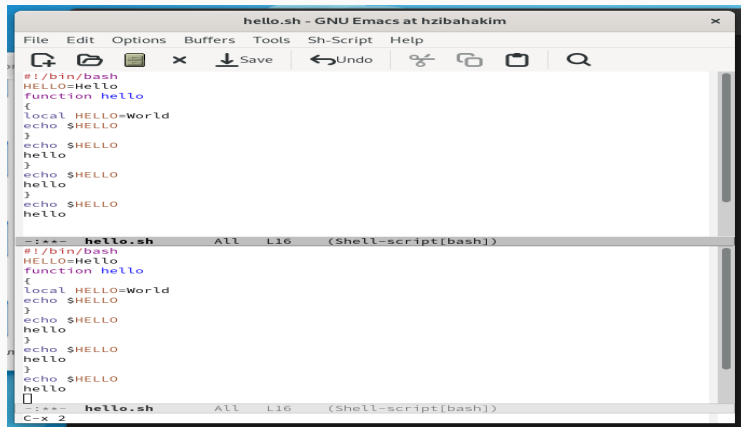 hello.sh - GNU Emacs at hzibahakim
File Edit Options Buffers Tools Sh-Script Help
Save Undo
#!/bin/bash
HELLO=Hello
function hello
{
local HELLO=World
echo $HELLO
}
echo $HELLO
hello
}
echo $HELLO
hello
}
echo $HELLO
hello
-:**- hello.sh All L16 (Shell-script[bash])
#!/bin/bash
HELLO=Hello
function hello
{
local HELLO=World
echo $HELLO
}
echo $HELLO
hello
}
echo $HELLO
hello
}
echo $HELLO
hello
-:**- hello.sh All L16 (Shell-script[bash])
C-x 2